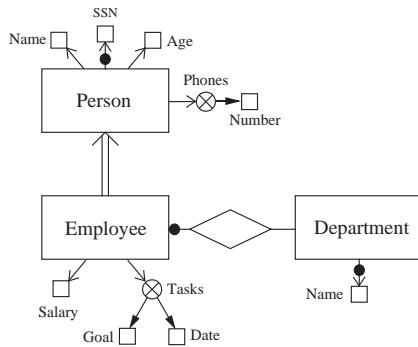 SSN
Name
Age
Person
Phones
Number
Employee
Department
Salary
Tasks
Goal
Date
Name